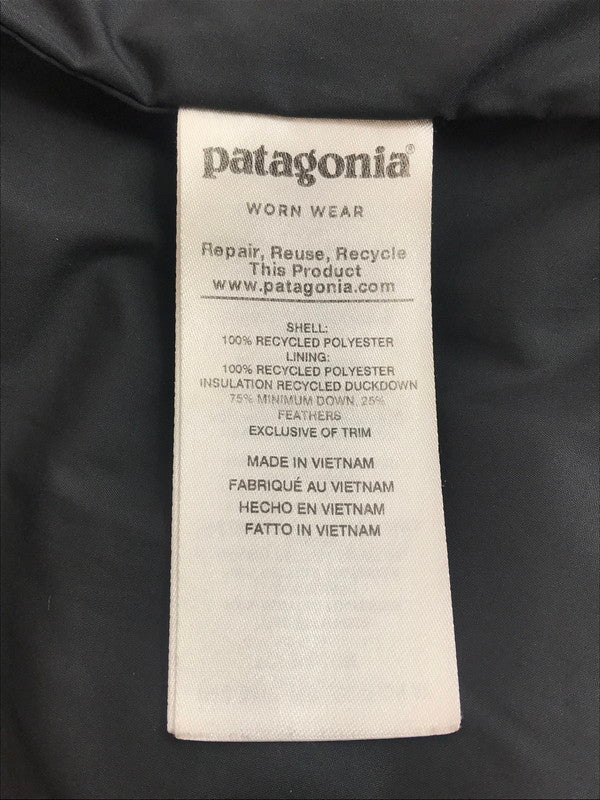 patagonia®
WORN WEAR
Repair, Reuse, Recycle
This Product
www.patagonia.com
SHELL:
100% RECYCLED POLYESTER
LINING:
100% RECYCLED POLYESTER
INSULATION RECYCLED DUCKDOWN
75% MINIMUM DOWN, 25%
FEATHERS
EXCLUSIVE OF TRIM
MADE IN VIETNAM
FABRIQUÉ AU VIETNAM
HECHO EN VIETNAM
FATTO IN VIETNAM